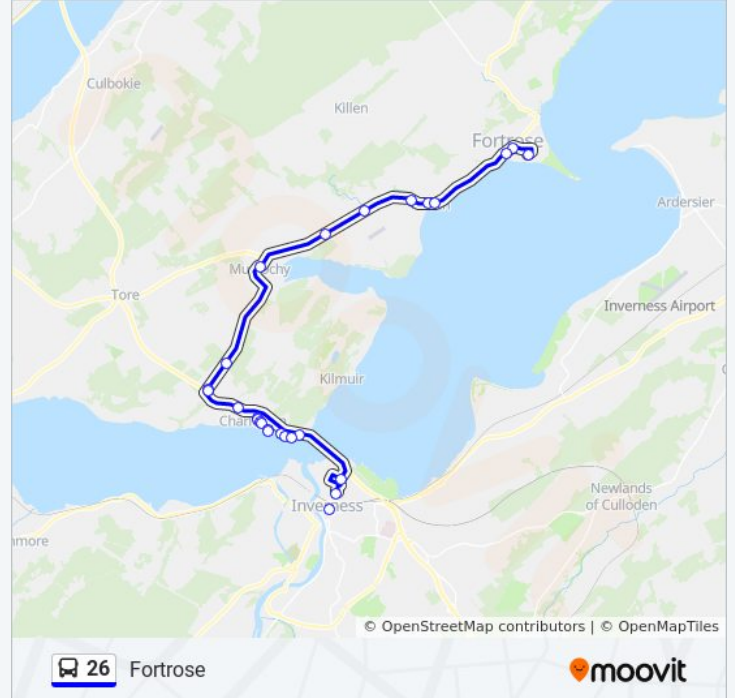 Culbokie
Killen
Fortrose
Ardersier
Tore
Inverness Airport
Kilmuir
Inverness
Newlands
of Culloden
© OpenStreetMap contributors | © OpenMapTiles
26 Fortrose
moovit